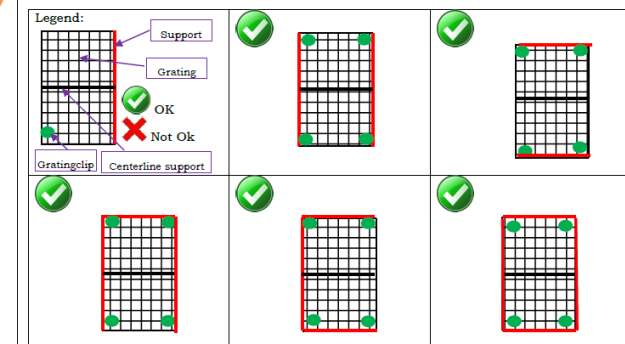 Legend:
Support
Grating
OK
Not Ok
Gratingclip
Centerline support